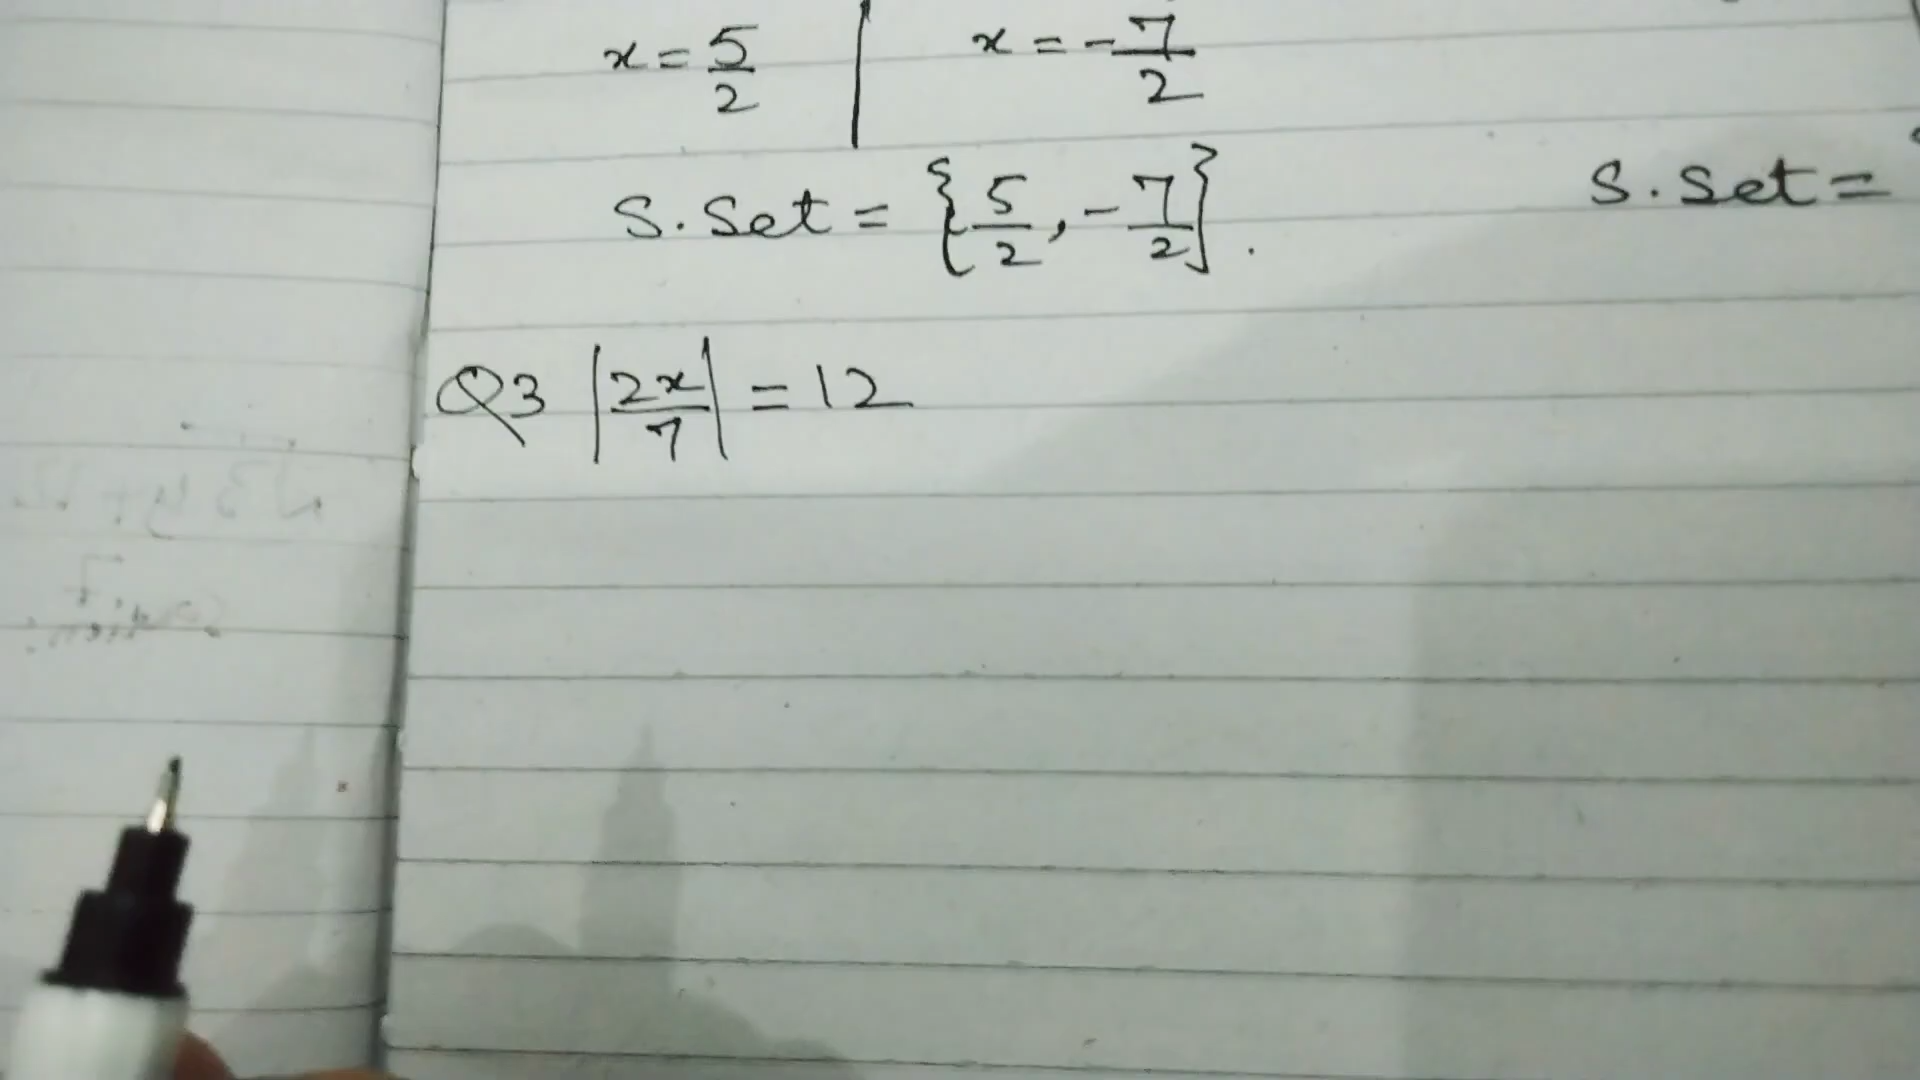 x = 5/2 | x = -7/2
S. Set = {5/2, -7/2}.
S. Set =
Q3 |2x/7| = 12